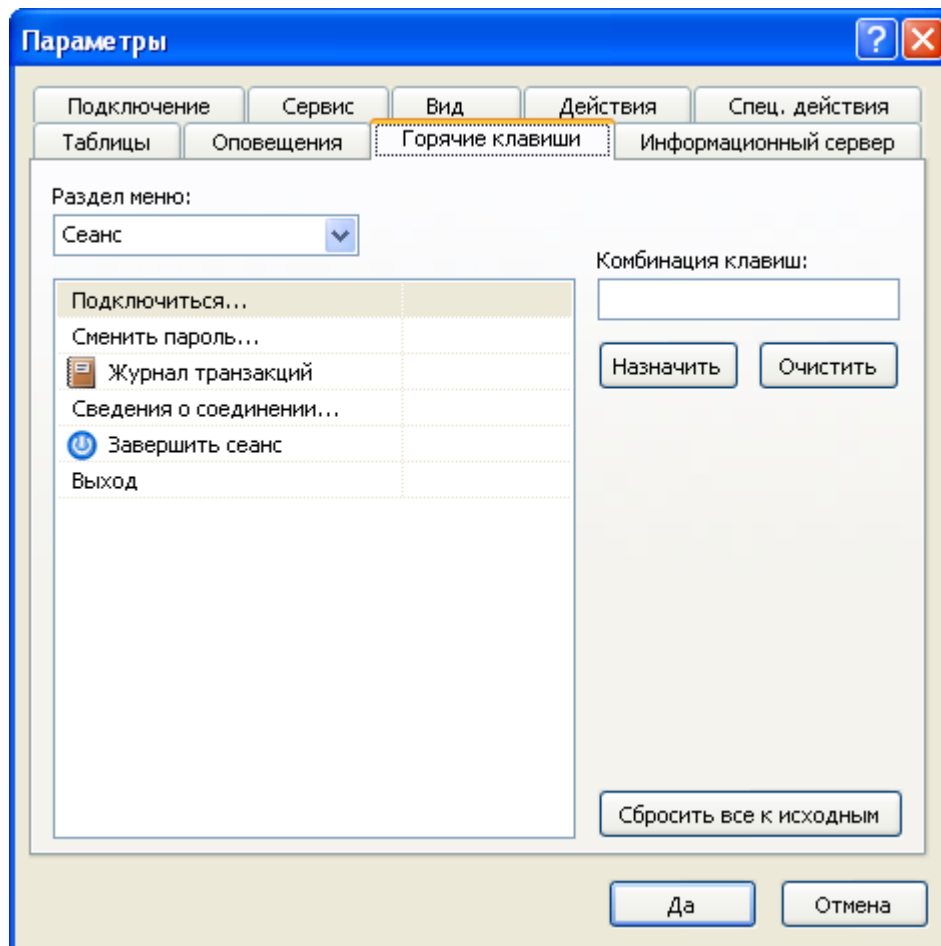 Параметры
Подключение Сервис Вид Действия Спец. действия
Таблицы Оповещения Горячие клавиши Информационный сервер
Раздел меню:
Сеанс
Комбинация клавиш:
Подключиться...
Сменить пароль...
Назначить Очистить
Журнал транзакций
Сведения о соединении...
Завершить сеанс
Выход
Сбросить все к исходным
Да Отмена